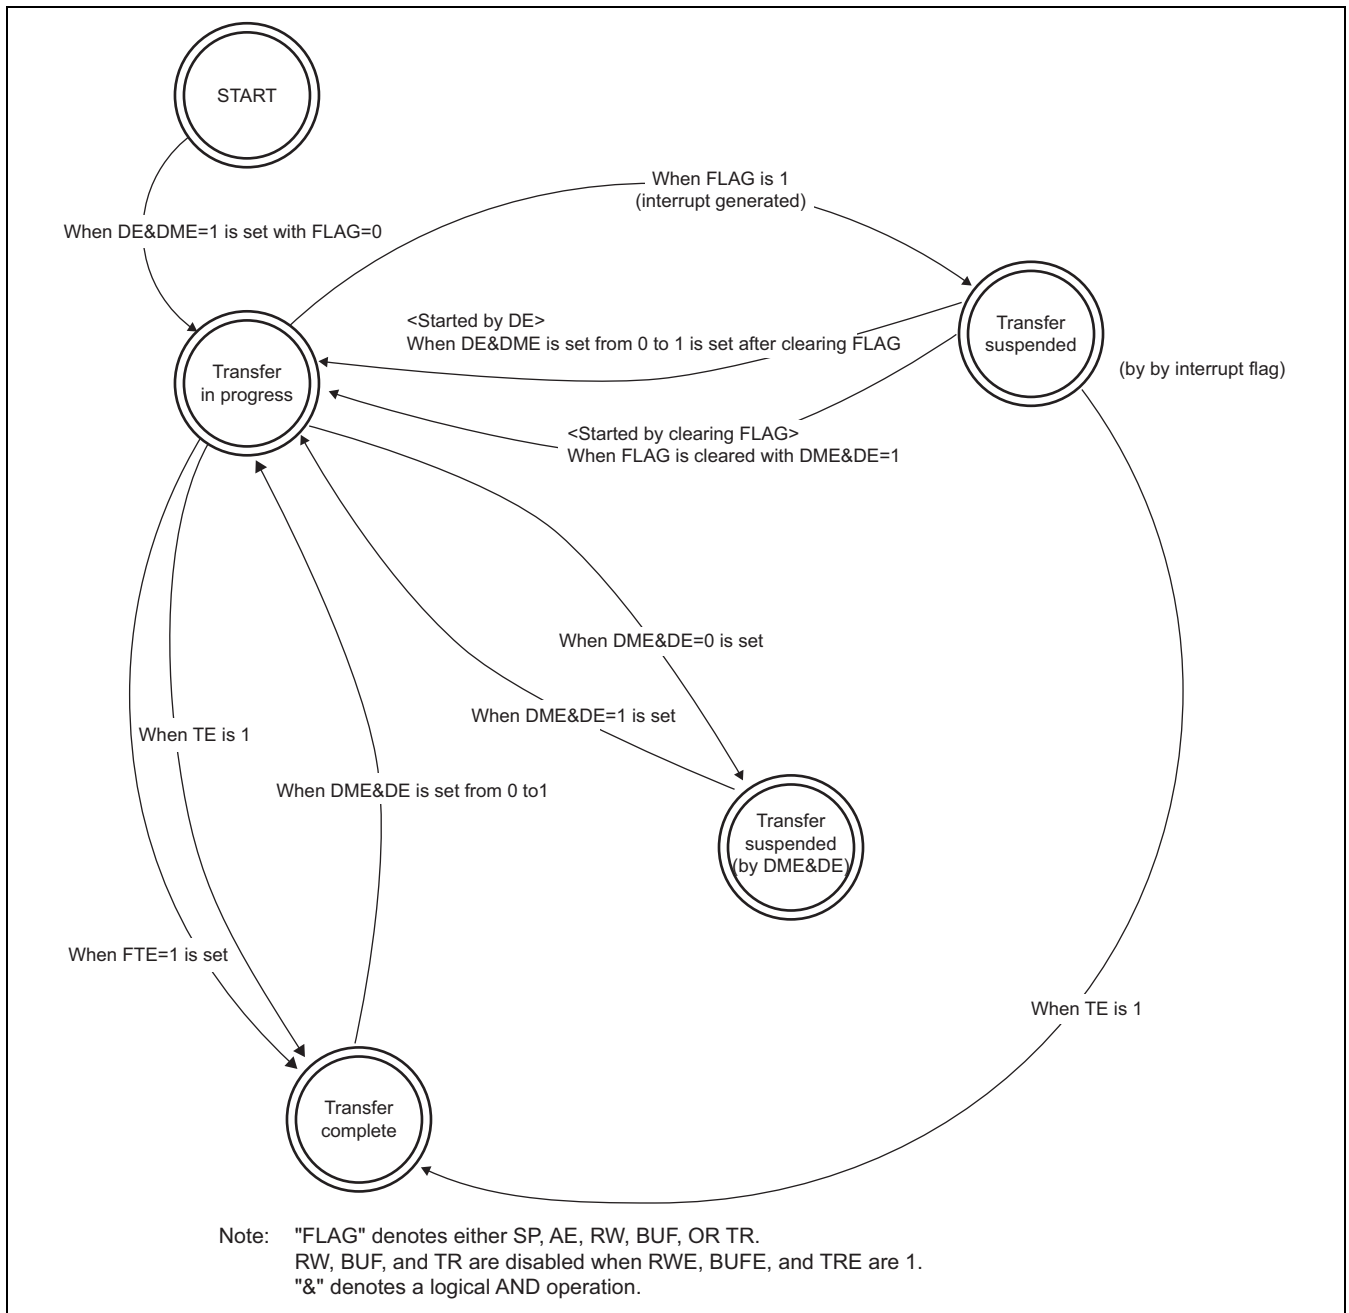 START
When FLAG is 1
(interrupt generated)
When DE&DME=1 is set with FLAG=0
<Started by DE>
When DE&DME is set from 0 to 1 is set after clearing FLAG
Transfer
suspended
(by by interrupt flag)
Transfer
in progress
<Started by clearing FLAG>
When FLAG is cleared with DME&DE=1
When DME&DE=0 is set
When DME&DE=1 is set
When TE is 1
When DME&DE is set from 0 to1
Transfer
suspended
(by DME&DE)
When FTE=1 is set
When TE is 1
Transfer
complete
Note: "FLAG" denotes either SP, AE, RW, BUF, OR TR.
RW, BUF, and TR are disabled when RWE, BUFE, and TRE are 1.
"&" denotes a logical AND operation.